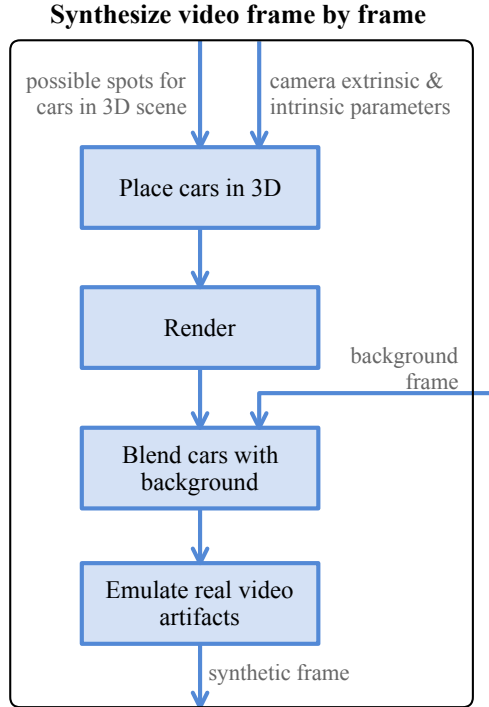 Synthesize video frame by frame
possible spots for
cars in 3D scene
camera extrinsic &
intrinsic parameters
Place cars in 3D
Render
background
frame
Blend cars with
background
Emulate real video
artifacts
synthetic frame